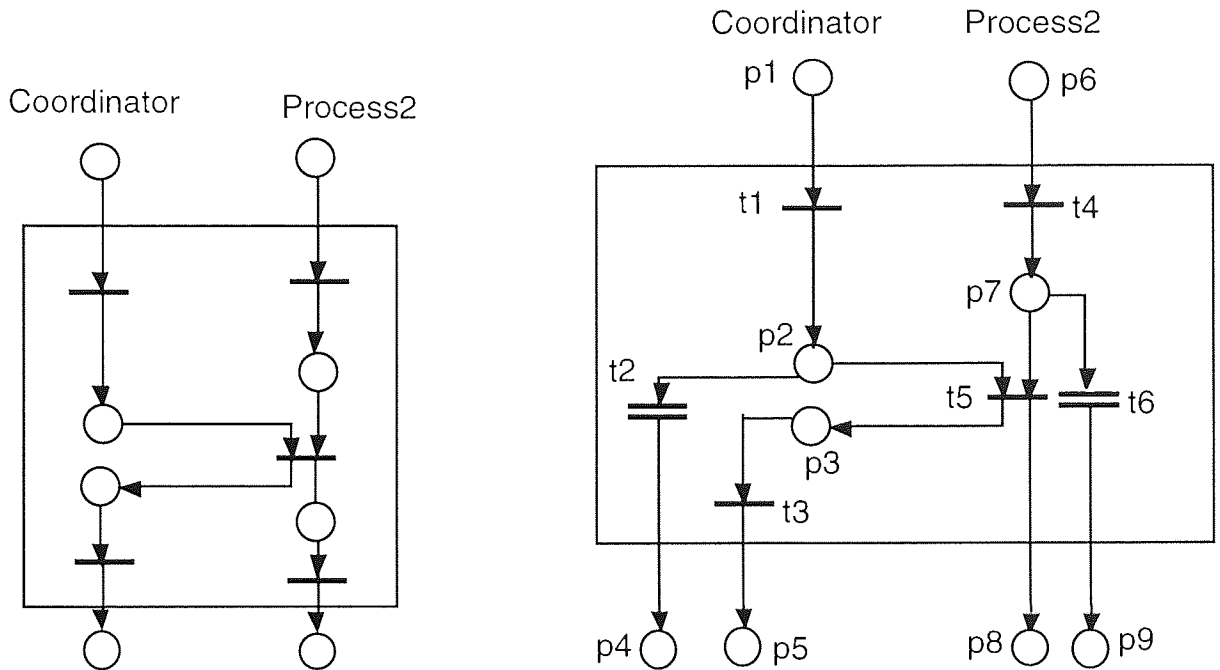 Coordinator
Process2
Coordinator
Process2
p1
p6
t1
t4
p7
p2
t2
t5
t6
p3
t3
p4
p5
p8
p9